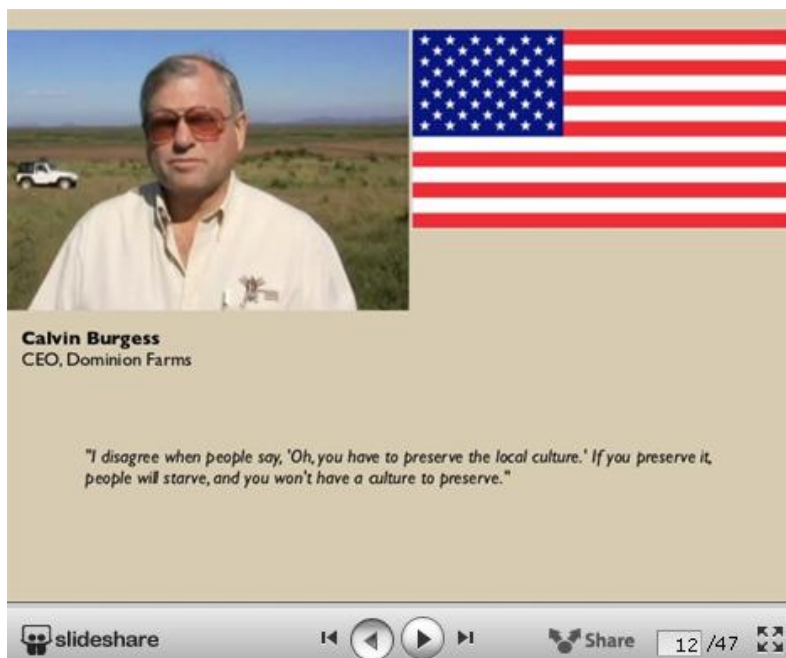 Calvin Burgess
CEO, Dominion Farms
"I disagree when people say, 'Oh, you have to preserve the local culture.' If you preserve it,
people will starve, and you won't have a culture to preserve."
slideshare
Share
12 /47